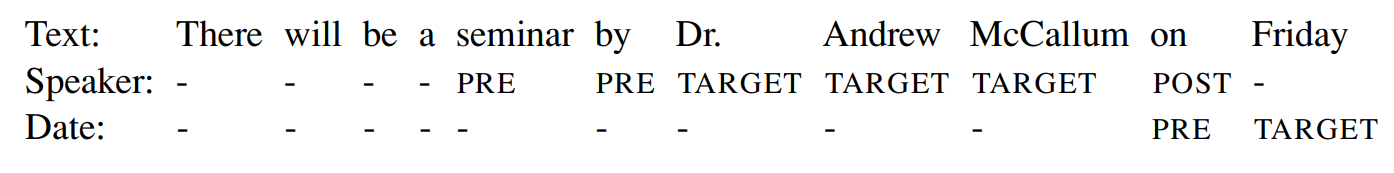 Text: There will be a seminar by Dr. Andrew McCallum on Friday
Speaker: - - - - PRE PRE TARGET TARGET TARGET POST -
Date: - - - - - - - - - PRE TARGET